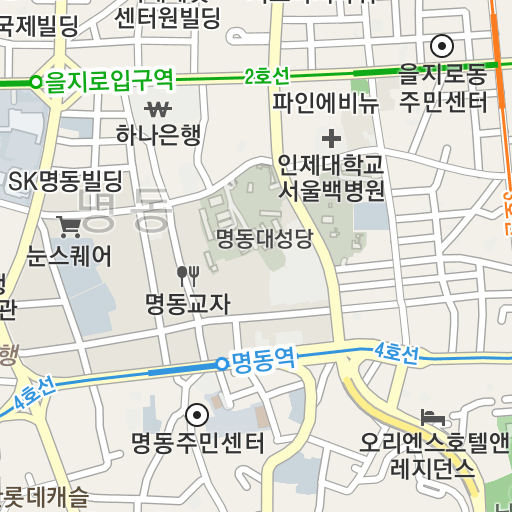 국제빌딩
센터원빌딩
을지로동
주민센터
을지로입구역
2호선
파인에비뉴
하나은행
인제대학교
서울백병원
SK명동빌딩
명동
눈스퀘어
명동대성당
명동교자
관
행
명동역
4호선
4호선
명동주민센터
오리엔스호텔앤
레지던스
롯데캐슬